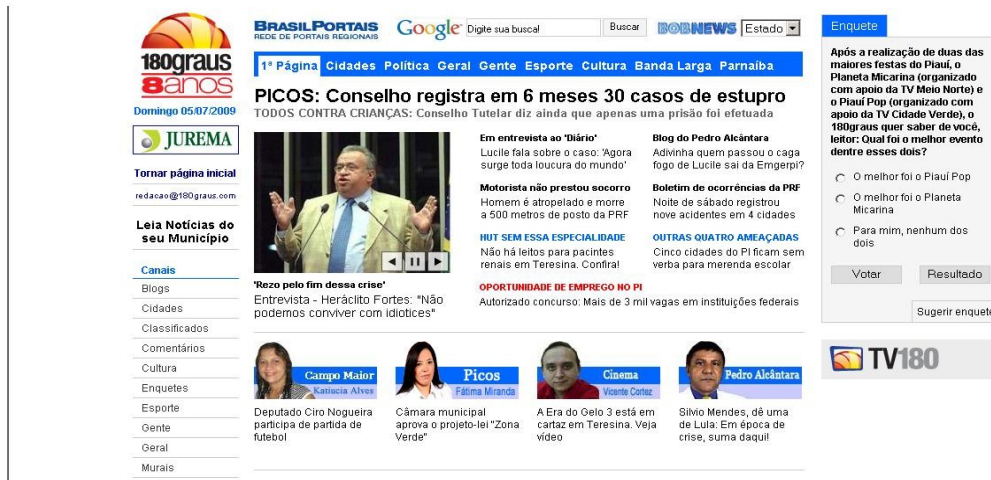 180graus
8anos
Domingo 05/07/2009
JUREMA
Tornar página inicial
redacao@180graus.com
Leia Notícias do
seu Município
Canais
Blogs
Cidades
Classificados
Comentários
Cultura
Enquetes
Esporte
Gente
Geral
Murais
BRASILPORTAIS
REDE DE PORTAIS REGIONAIS
Google
Digite sua busca!
Buscar
BOBNEWS
Estado
1ª Página Cidades Política Geral Gente Esporte Cultura Banda Larga Parnaíba
PICOS: Conselho registra em 6 meses 30 casos de estupro
TODOS CONTRA CRIANÇAS: Conselho Tutelar diz ainda que apenas uma prisão foi efetuada
'Rezo pelo fim dessa crise'
Entrevista - Heráclito Fortes: "Não
podemos conviver com idiotices"
Em entrevista ao 'Diário'
Lucile fala sobre o caso: 'Agora
surge toda loucura do mundo'
Blog do Pedro Alcântara
Adivinha quem passou o caga
fogo de Lucile sai da Emgerpi?
Motorista não prestou socorro
Homem é atropelado e morre
a 500 metros de posto da PRF
Boletim de ocorrências da PRF
Noite de sábado registrou
nove acidentes em 4 cidades
HUT SEM ESSA ESPECIALIDADE
Não há leitos para pacintes
renais em Teresina. Confira!
OUTRAS QUATRO AMEAÇADAS
Cinco cidades do PI ficam sem
verba para merenda escolar
OPORTUNIDADE DE EMPREGO NO PI
Autorizado concurso: Mais de 3 mil vagas em instituições federais
Campo Maior
Katiucia Alves
Deputado Ciro Nogueira
participa de partida de
futebol
Picos
Fátima Miranda
Câmara municipal
aprova o projeto-lei "Zona
Verde"
Cinema
Vicente Cortez
A Era do Gelo 3 está em
cartaz em Teresina. Veja
vídeo
Pedro Alcântara
Silvio Mendes, dê uma
de Lula: Em época de
crise, suma daqui!
Enquete
Após a realização de duas das
maiores festas do Piauí, o
Planeta Micarina (organizado
com apoio da TV Meio Norte) e
o Piauí Pop (organizado com
apoio da TV Cidade Verde), o
180graus quer saber de você,
leitor: Qual foi o melhor evento
dentre esses dois?
O melhor foi o Piauí Pop
O melhor foi o Planeta
Micarina
Para mim, nenhum dos
dois
Votar
Resultado
Sugerir enquete
TV180